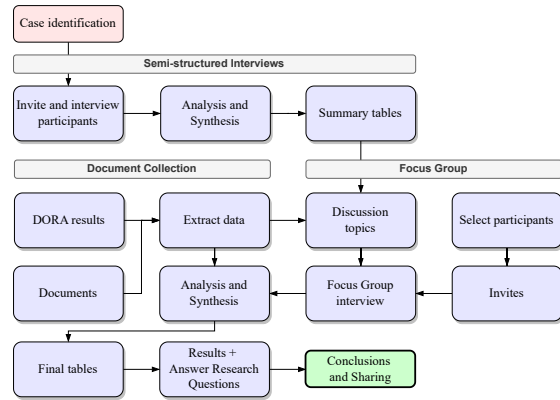 Case identification
Semi-structured Interviews
Invite and interview
participants
Analysis and
Synthesis
Summary tables
Document Collection
Focus Group
DORA results
Extract data
Discussion
topics
Select participants
Documents
Analysis and
Synthesis
Focus Group
interview
Invites
Final tables
Results +
Answer Research
Questions
Conclusions
and Sharing